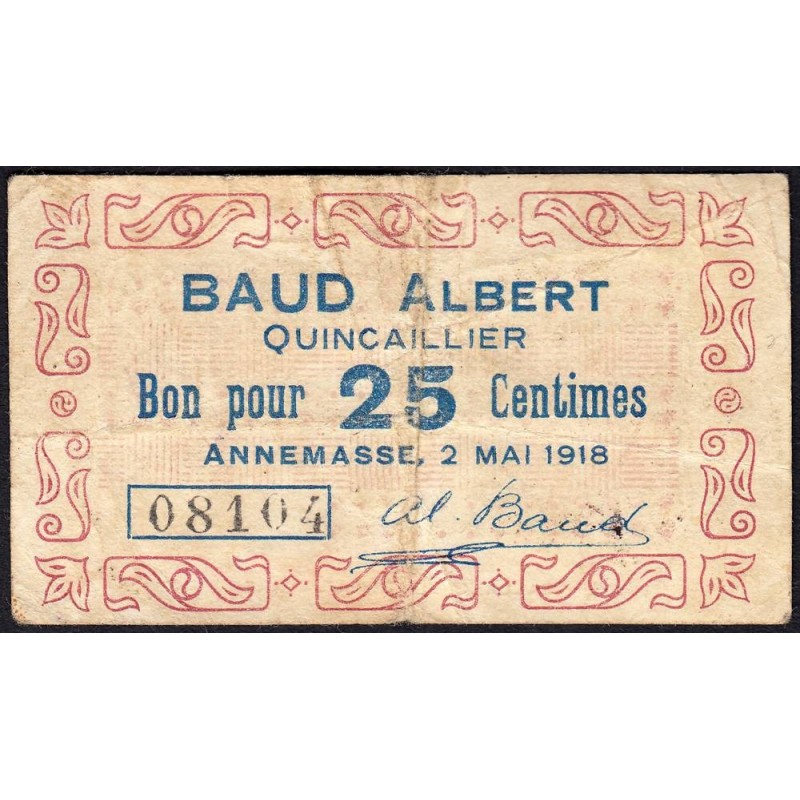 BAUD ALBERT
QUINCAILLIER
Bon pour 25 Centimes
ANNEMASSE, 2 MAI 1918
08104
Al. Baud